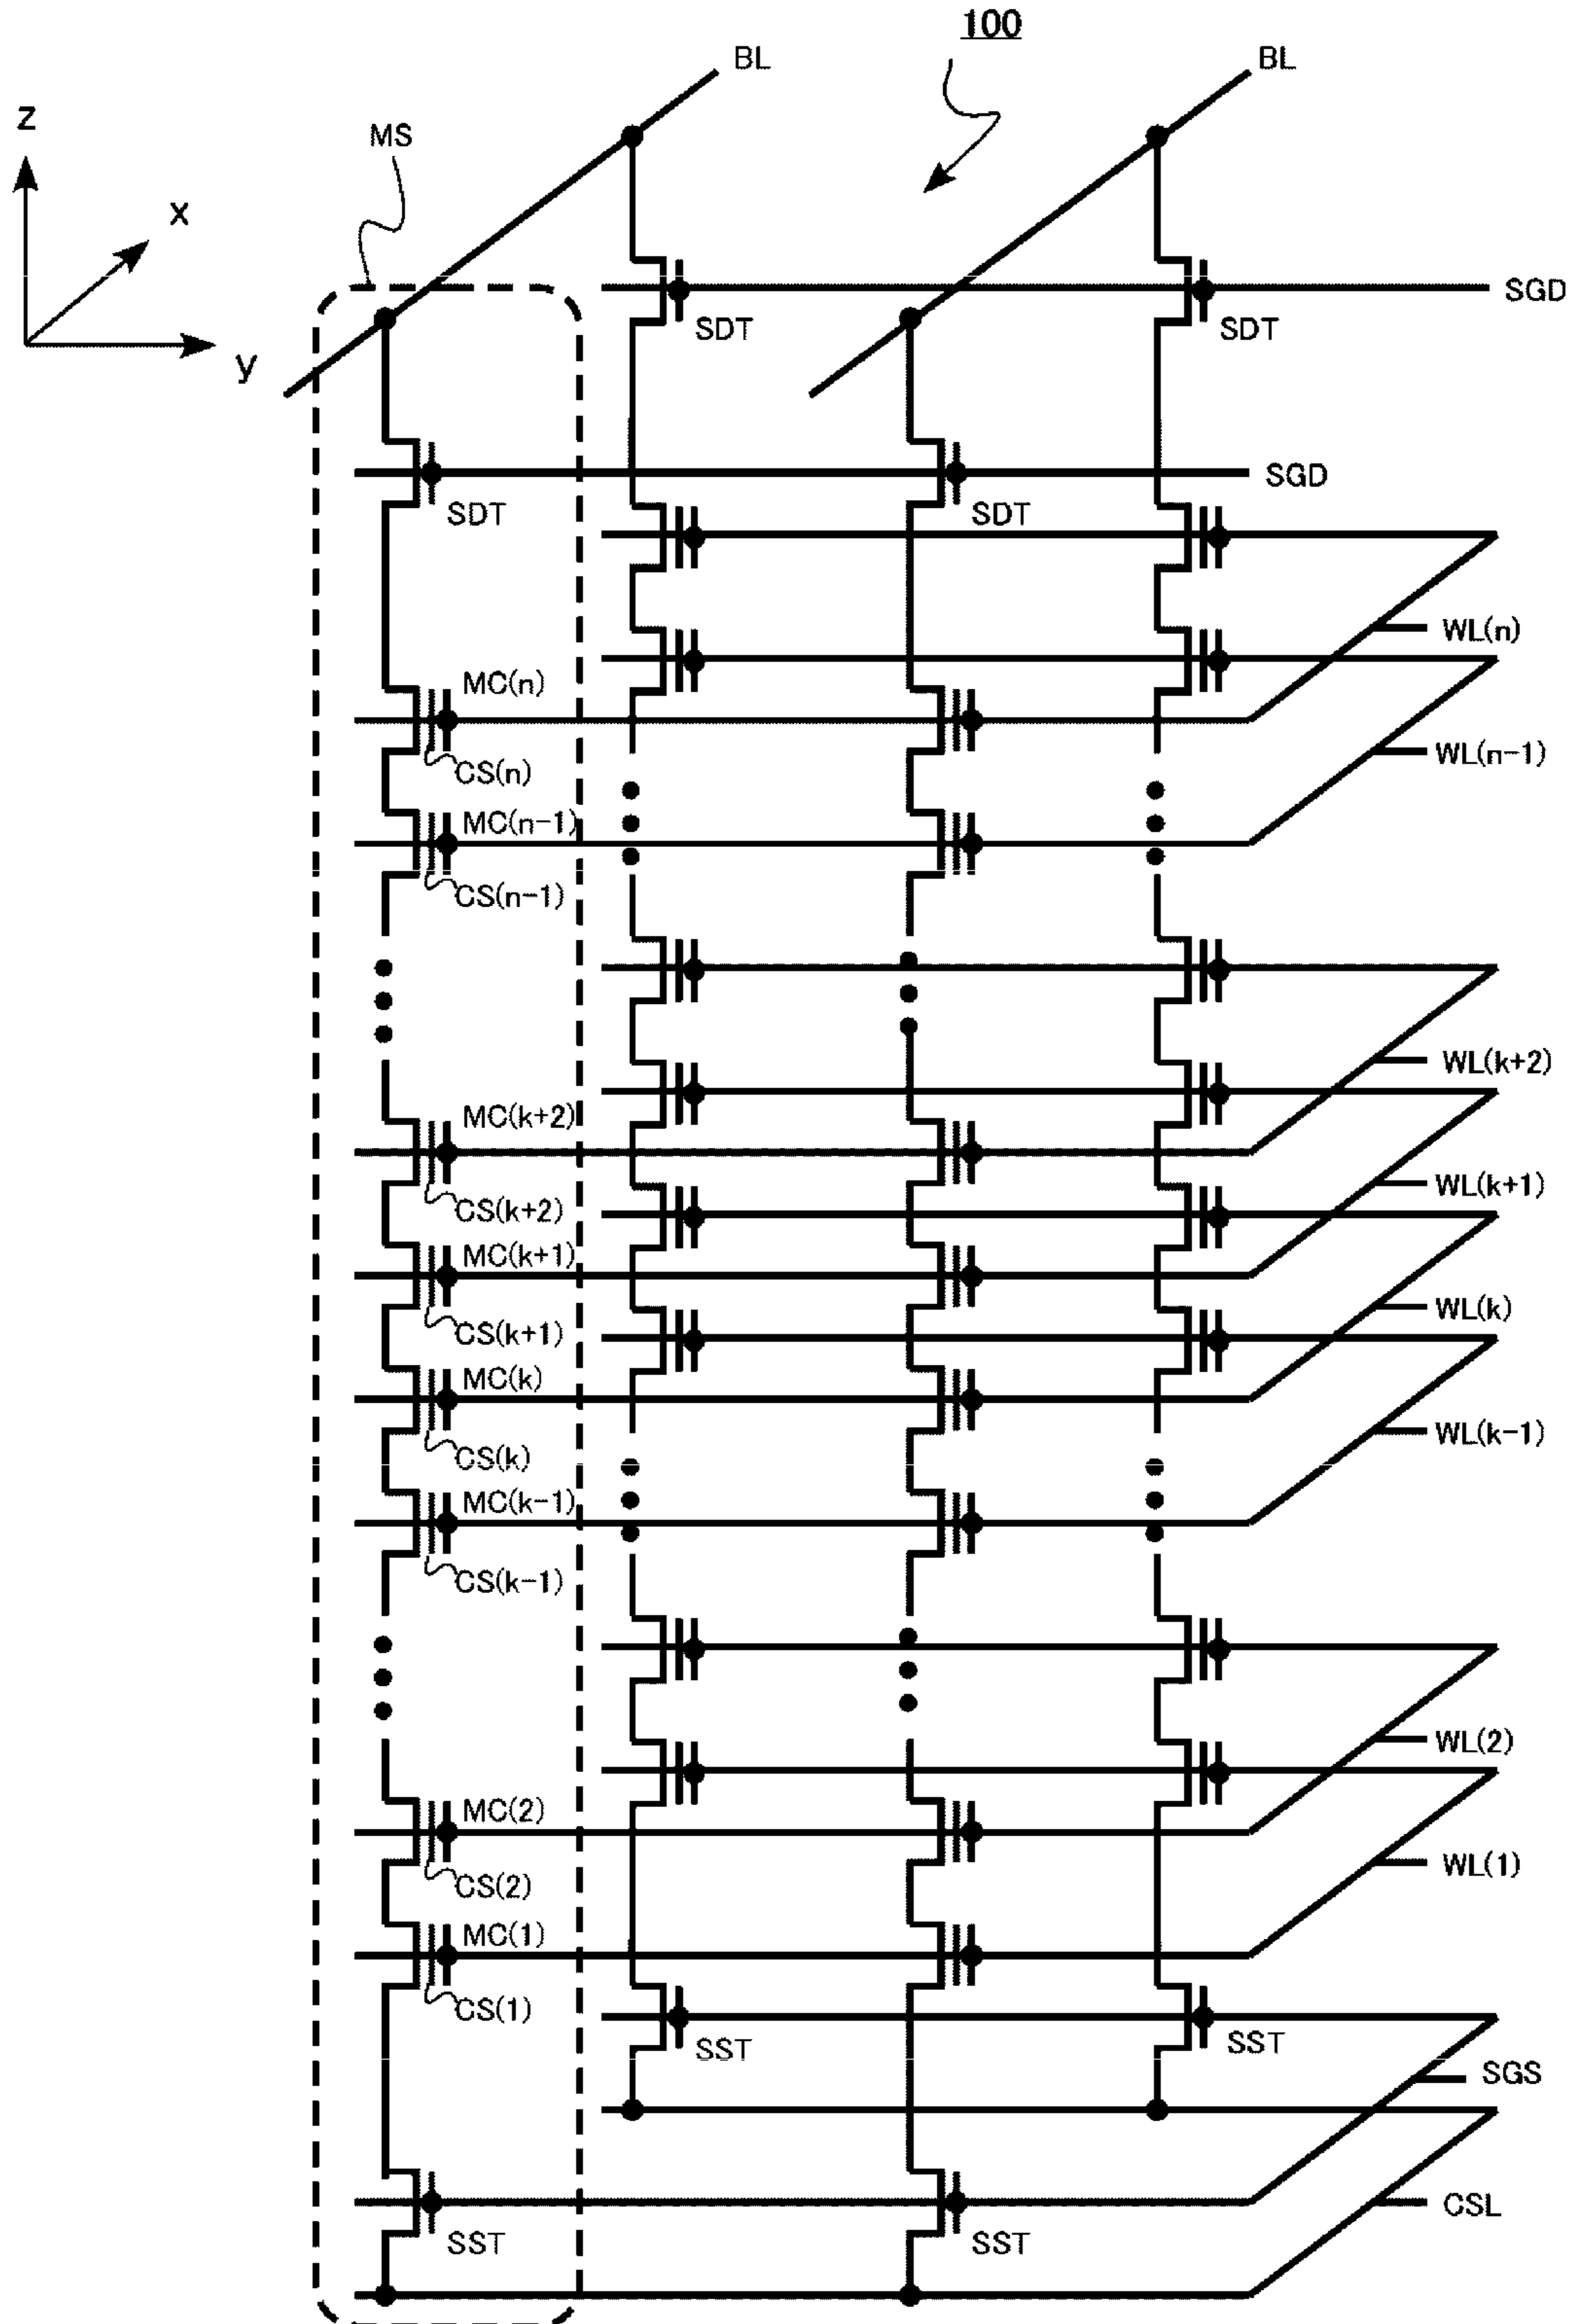 100
BL
BL
z
MS
x
SGD
SDT
SDT
y
SGD
SDT
SDT
WL(n)
MC(n)
WL(n-1)
CS(n)
MC(n-1)
CS(n-1)
WL(k+2)
MC(k+2)
WL(k+1)
CS(k+2)
MC(k+1)
WL(k)
CS(k+1)
MC(k)
WL(k-1)
CS(k)
MC(k-1)
CS(k-1)
WL(2)
MC(2)
WL(1)
CS(2)
MC(1)
CS(1)
SST
SST
SGS
CSL
SST
SST